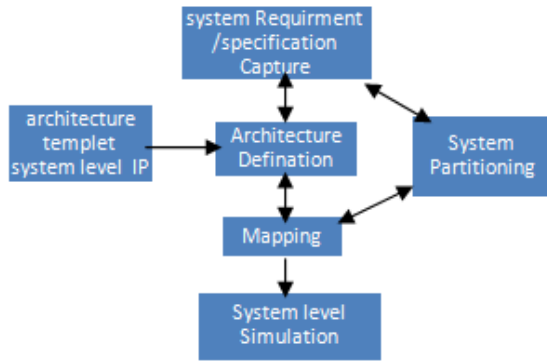 system Requirment
/specification
Capture
architecture
templet
system level IP
Architecture
Defination
System
Partitioning
Mapping
System level
Simulation